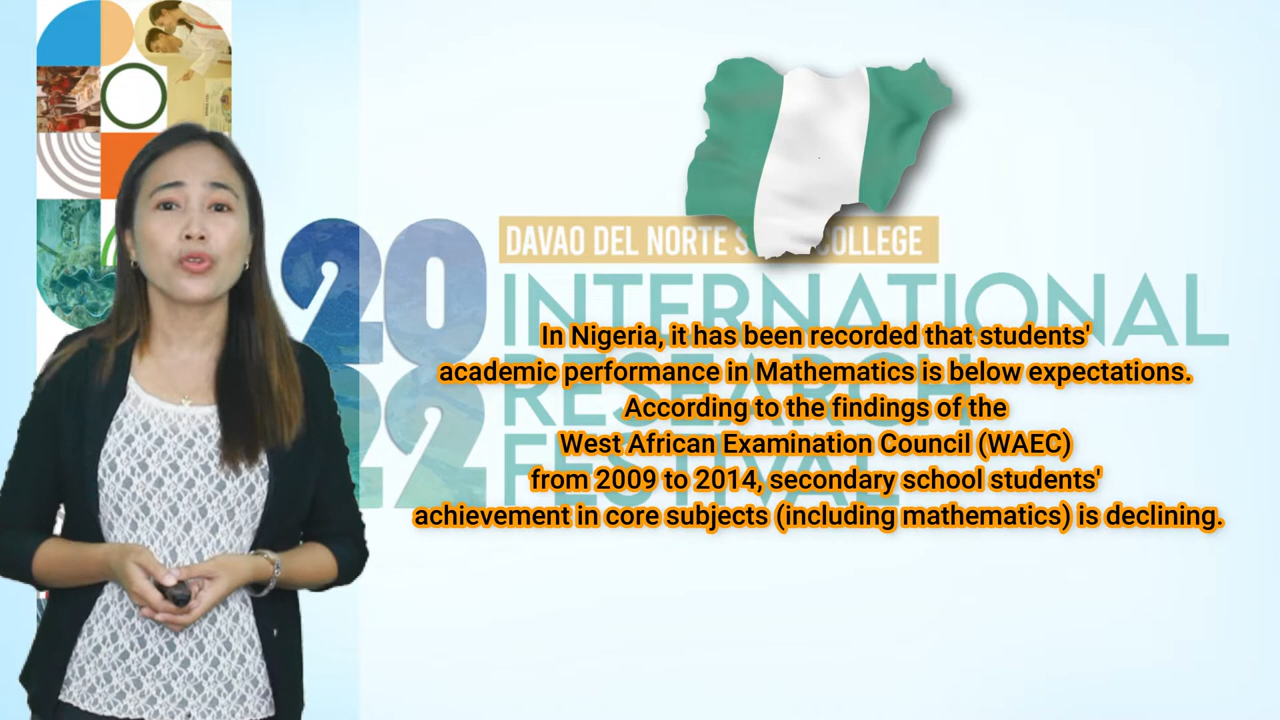 20
22
DAVAO DEL NORTE S COLLEGE
INTERNATIONAL
RESEARCH
FESTIVAL
In Nigeria, it has been recorded that students'
academic performance in Mathematics is below expectations.
According to the findings of the
West African Examination Council (WAEC)
from 2009 to 2014, secondary school students'
achievement in core subjects (including mathematics) is declining.